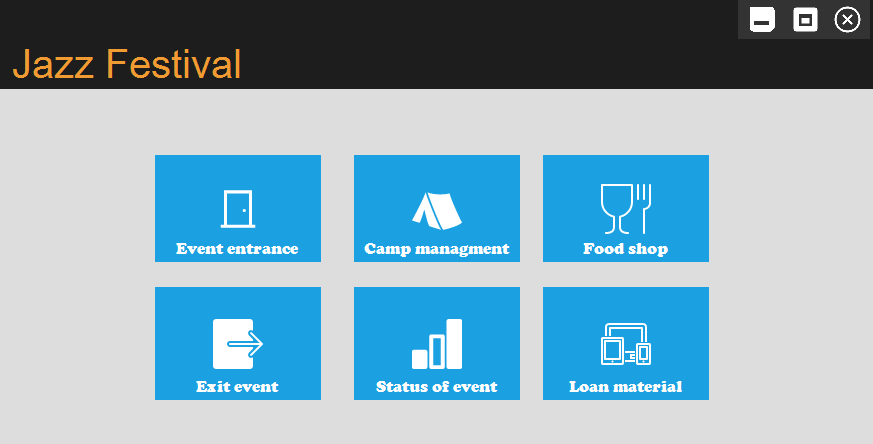 Jazz Festival
Event entrance
Camp managment
Food shop
Exit event
Status of event
Loan material